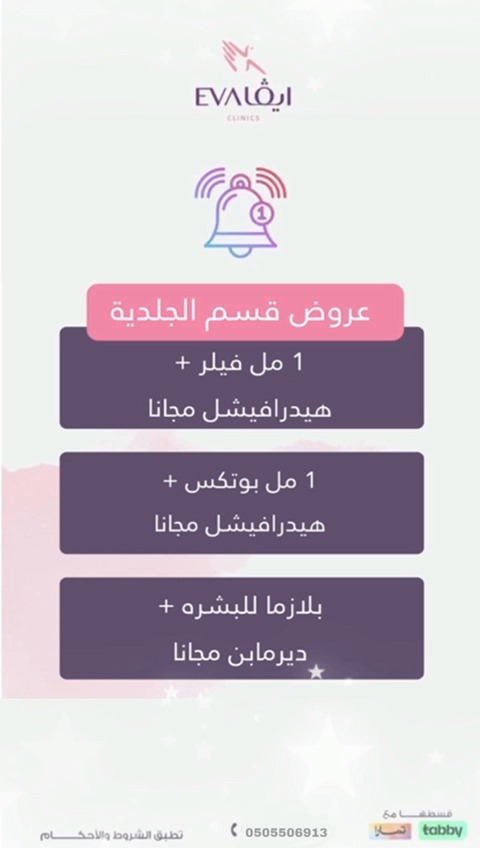 EVA ايڤا
CLINICS
1
عروض قسم الجلدية
1 مل فيلر +
هيدرافيشل مجانا
1 مل بوتكس +
هيدرافيشل مجانا
بلازما للبشره +
ديرمابن مجانا
قسطها مع
تمارا tabby
0505506913
تطبق الشروط والأحكام